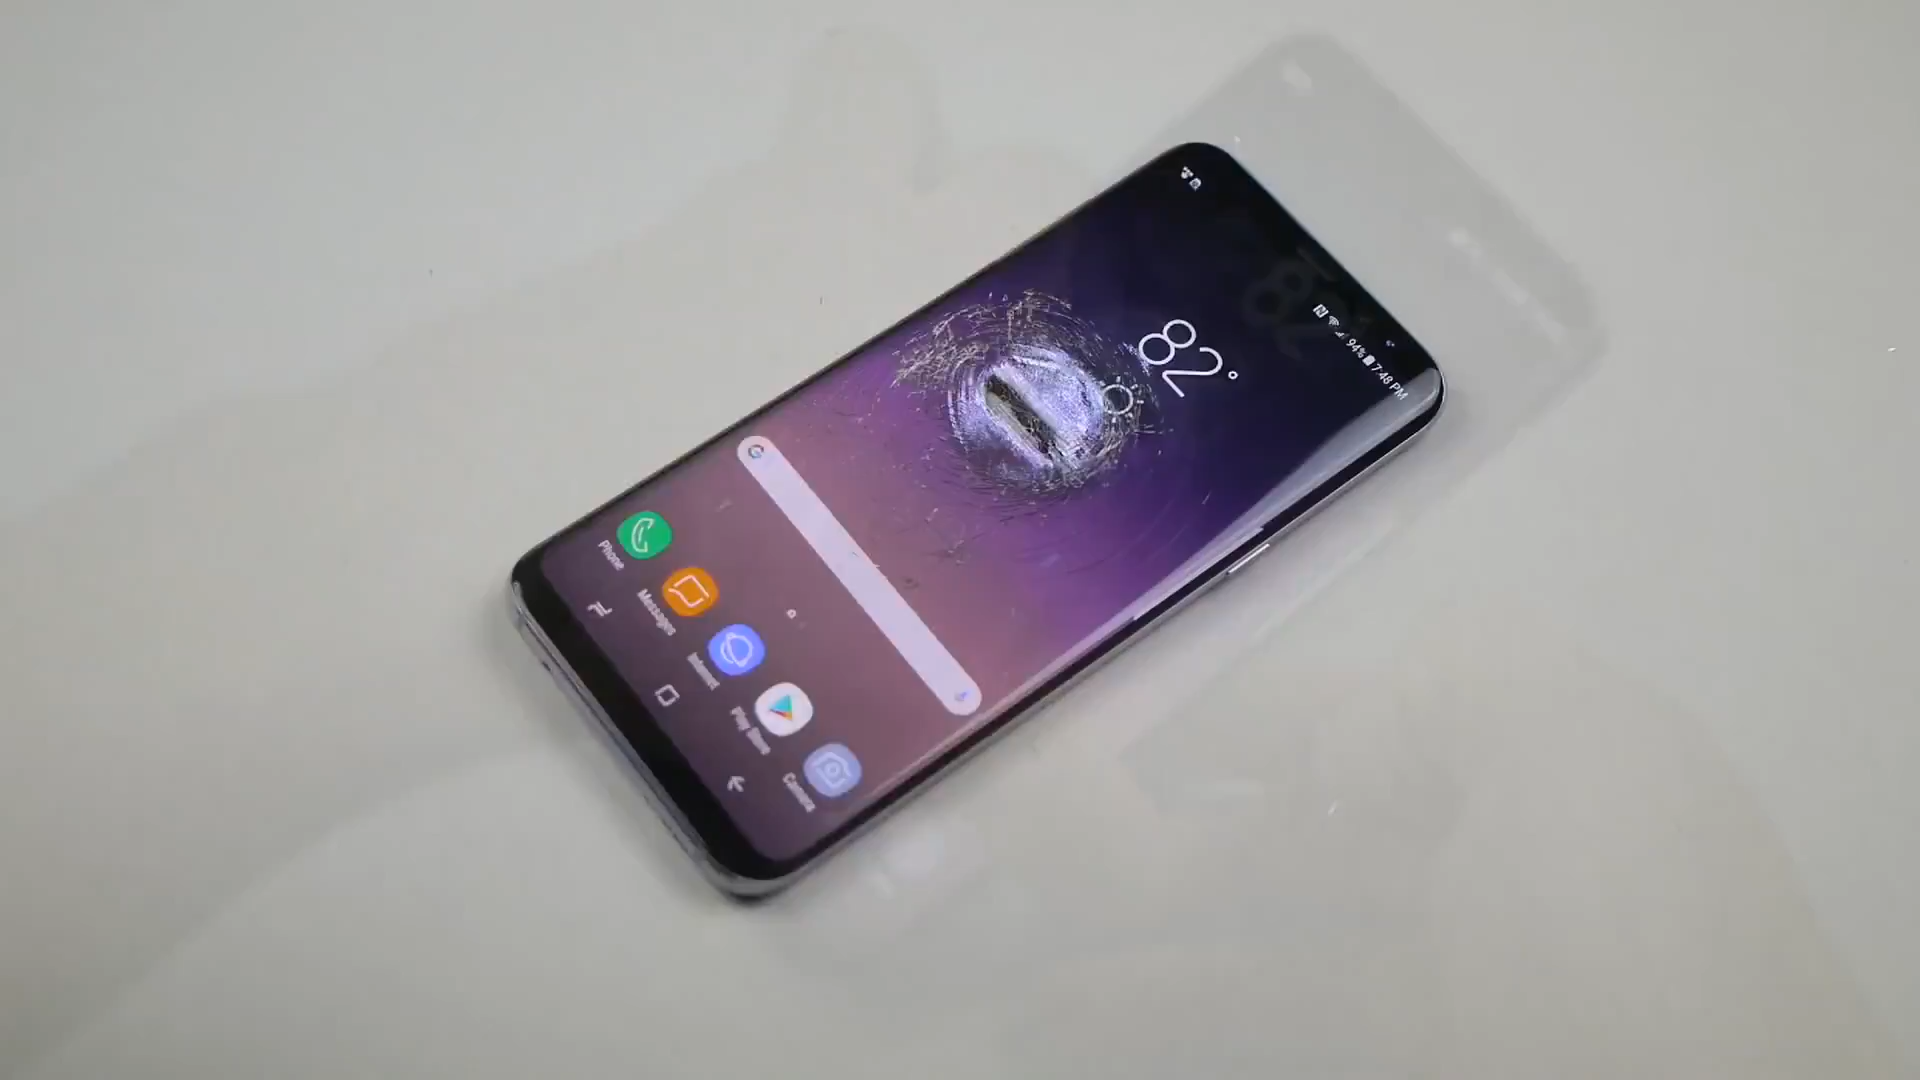 94% 7:48 PM
82°
G
Phone
Messages
Internet
Play Store
Camera